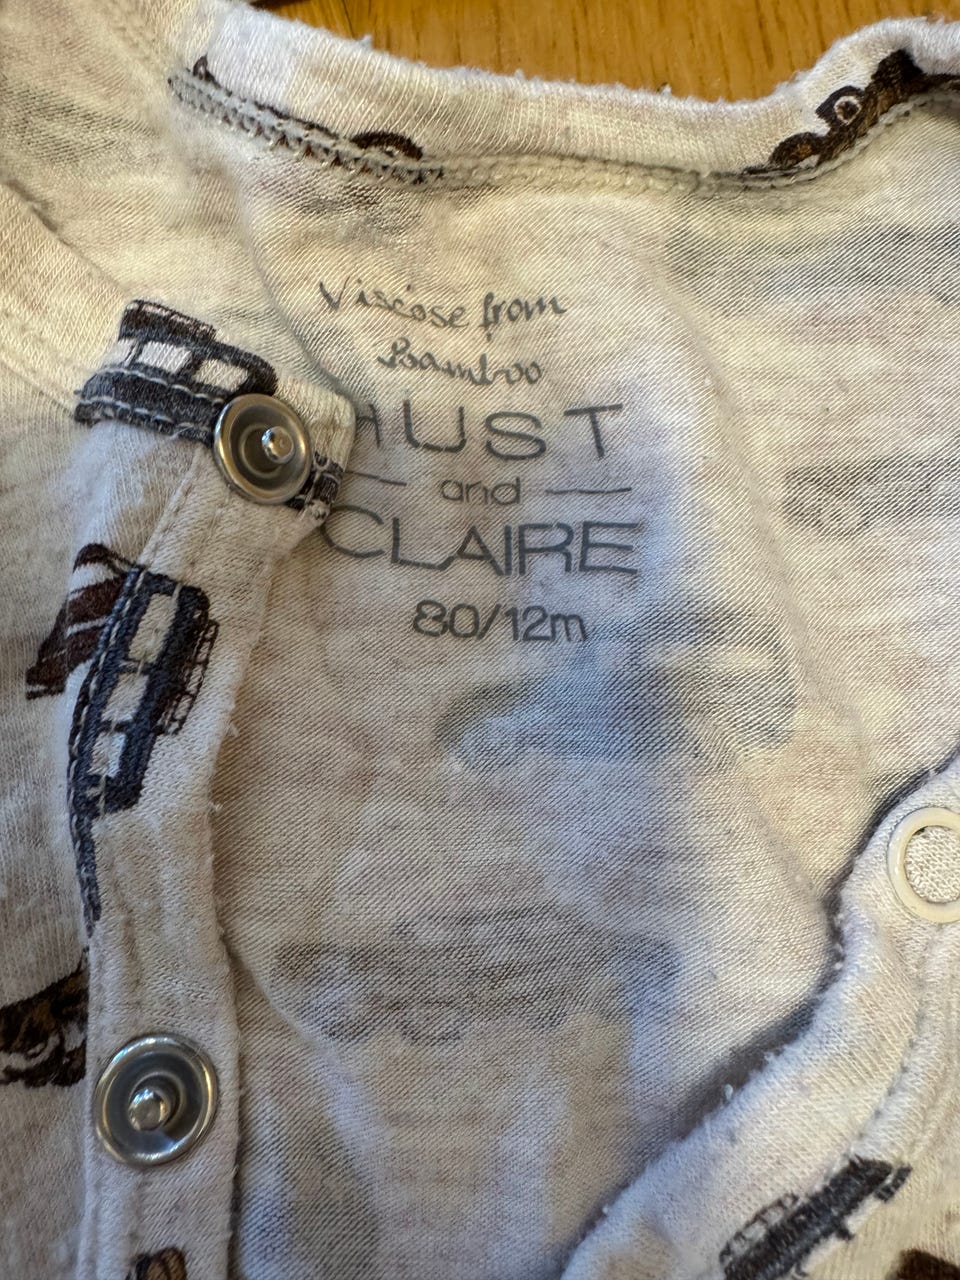 Viscose from
bamboo
HUST
and
CLAIRE
80/12m